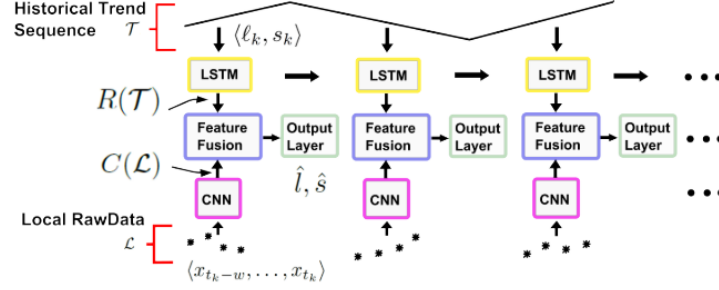 Historical Trend
Sequence 𝒯
⟨ℓ_k, s_k⟩
LSTM LSTM LSTM
R(𝒯)
Feature Fusion
Output Layer
Feature Fusion
Output Layer
Feature Fusion
Output Layer
C(ℒ)
l̂, ŝ
CNN CNN CNN
Local RawData
ℒ
⟨x_{t_k−w}, . . . , x_{t_k}⟩